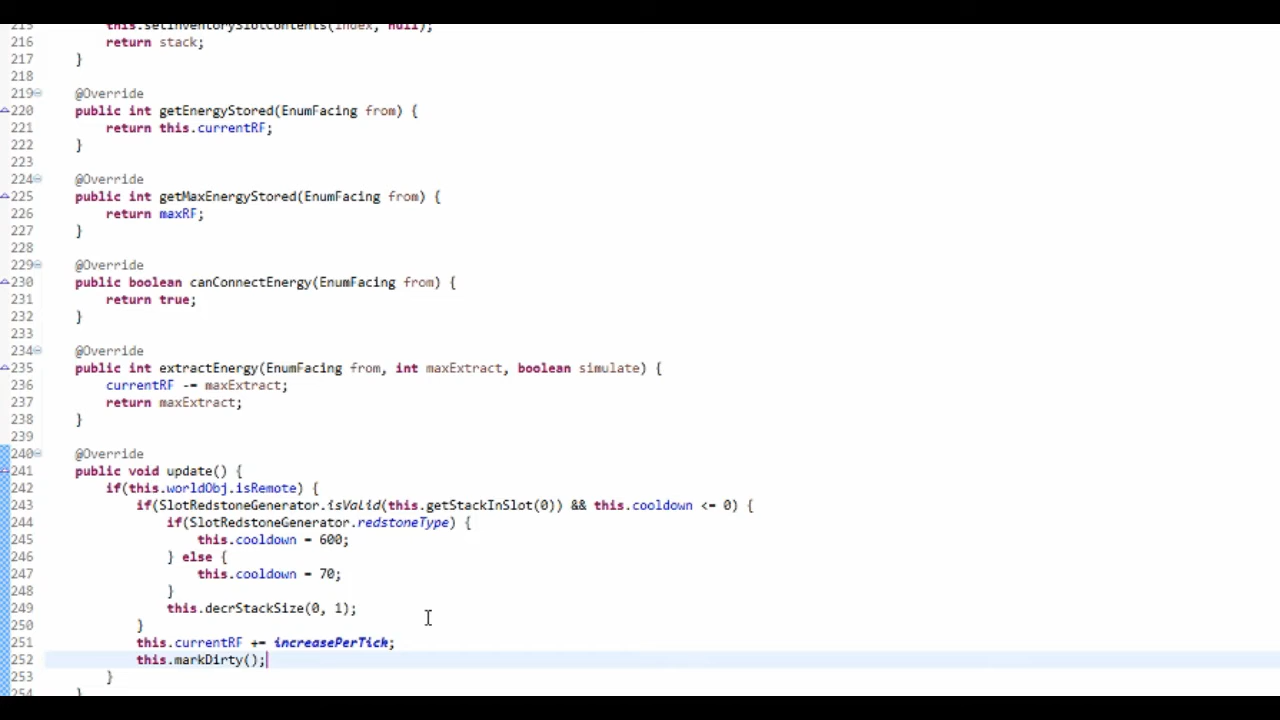 215 this.setInventorySlotContents(index, null);
216 return stack;
217 }
218
219 @Override
220 public int getEnergyStored(EnumFacing from) {
221 return this.currentRF;
222 }
223
224 @Override
225 public int getMaxEnergyStored(EnumFacing from) {
226 return maxRF;
227 }
228
229 @Override
230 public boolean canConnectEnergy(EnumFacing from) {
231 return true;
232 }
233
234 @Override
235 public int extractEnergy(EnumFacing from, int maxExtract, boolean simulate) {
236 currentRF -= maxExtract;
237 return maxExtract;
238 }
239
240 @Override
241 public void update() {
242 if(this.worldObj.isRemote) {
243 if(SlotRedstoneGenerator.isValid(this.getStackInSlot(0)) && this.cooldown <= 0) {
244 if(SlotRedstoneGenerator.redstoneType) {
245 this.cooldown = 600;
246 } else {
247 this.cooldown = 70;
248 }
249 this.decrStackSize(0, 1);
250 }
251 this.currentRF += increasePerTick;
252 this.markDirty();
253 }
254 }